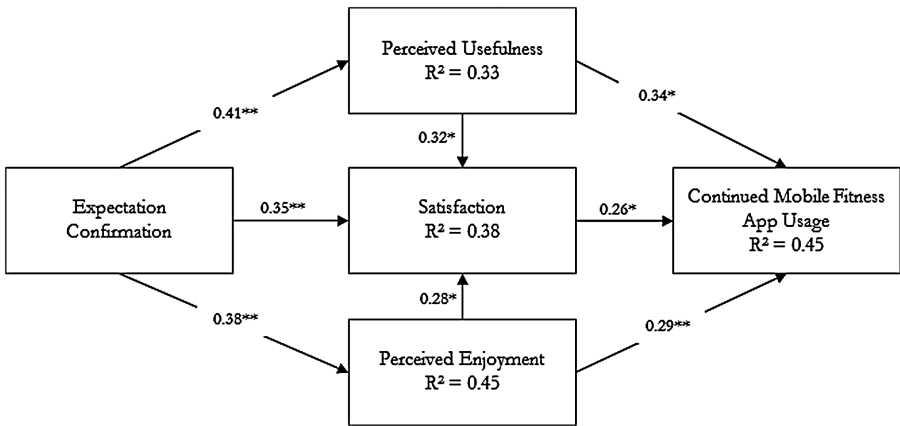 Perceived Usefulness
R² = 0.33
0.41**
0.34*
0.32*
Expectation
Confirmation
0.35**
Satisfaction
R² = 0.38
0.26*
Continued Mobile Fitness
App Usage
R² = 0.45
0.28*
0.38**
0.29**
Perceived Enjoyment
R² = 0.45